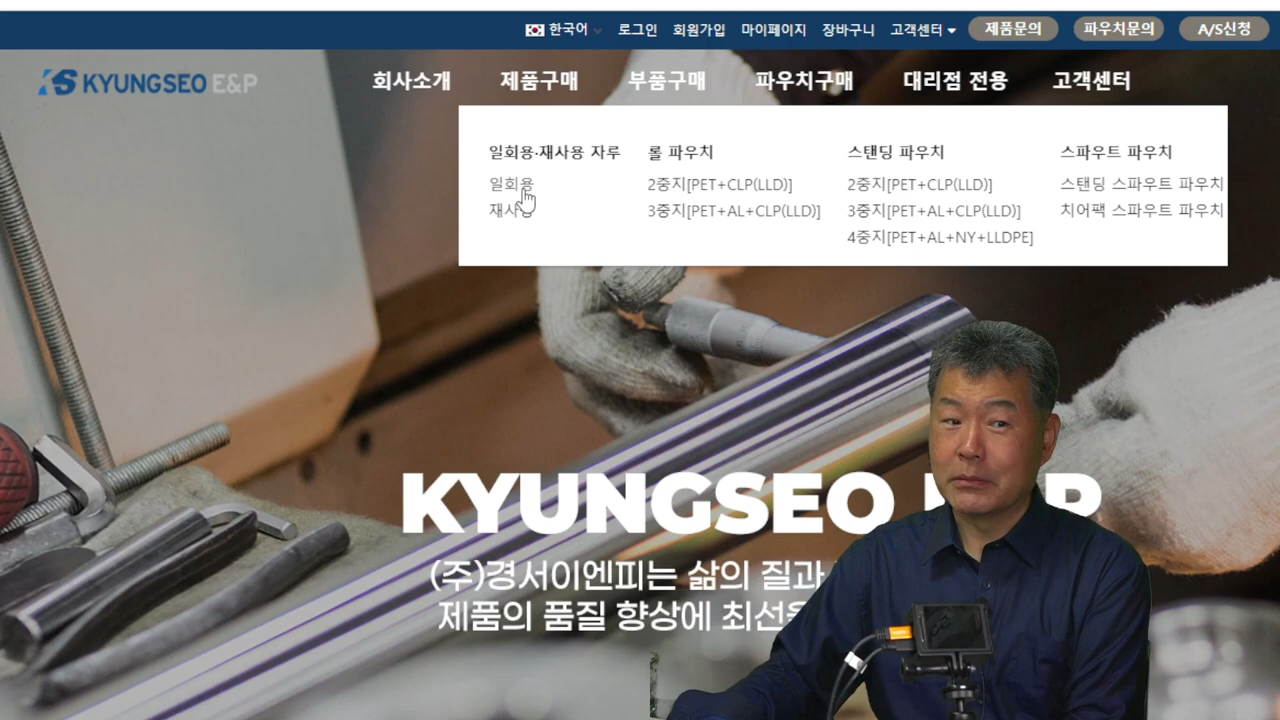 한국어
로그인
회원가입
마이페이지
장바구니
고객센터
제품문의
파우치문의
A/S신청
KS KYUNGSEO E&P
회사소개
제품구매
부품구매
파우치구매
대리점 전용
고객센터
일회용·재사용 자루
일회용
롤 파우치
2중지[PET+CLP(LLD)]
3중지[PET+AL+CLP(LLD)]
스탠딩 파우치
2중지[PET+CLP(LLD)]
3중지[PET+AL+CLP(LLD)]
4중지[PET+AL+NY+LLDPE]
스파우트 파우치
스탠딩 스파우트 파우치
치어팩 스파우트 파우치
KYUNGSEO
(주)경서이엔피는 삶의 질과
제품의 품질 향상에